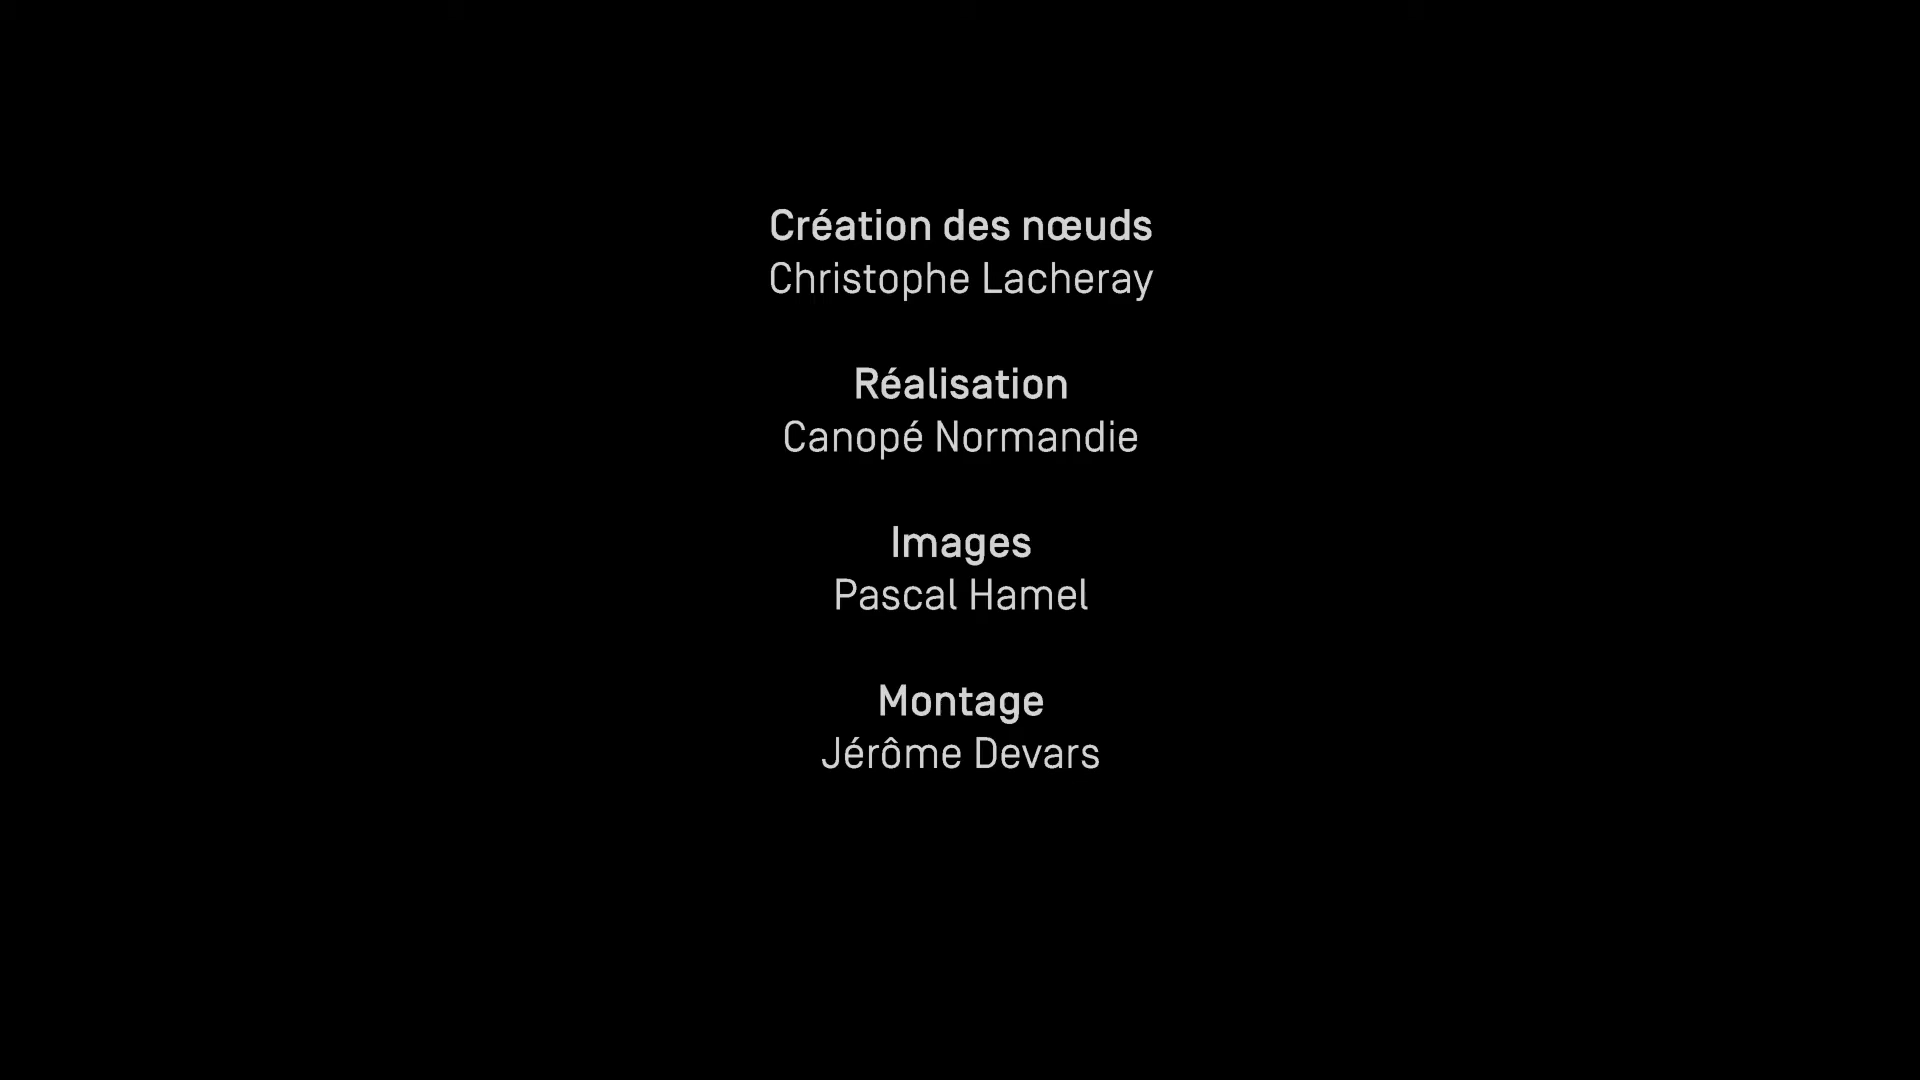 Création des nœuds
Christophe Lacheray
Réalisation
Canopé Normandie
Images
Pascal Hamel
Montage
Jérôme Devars